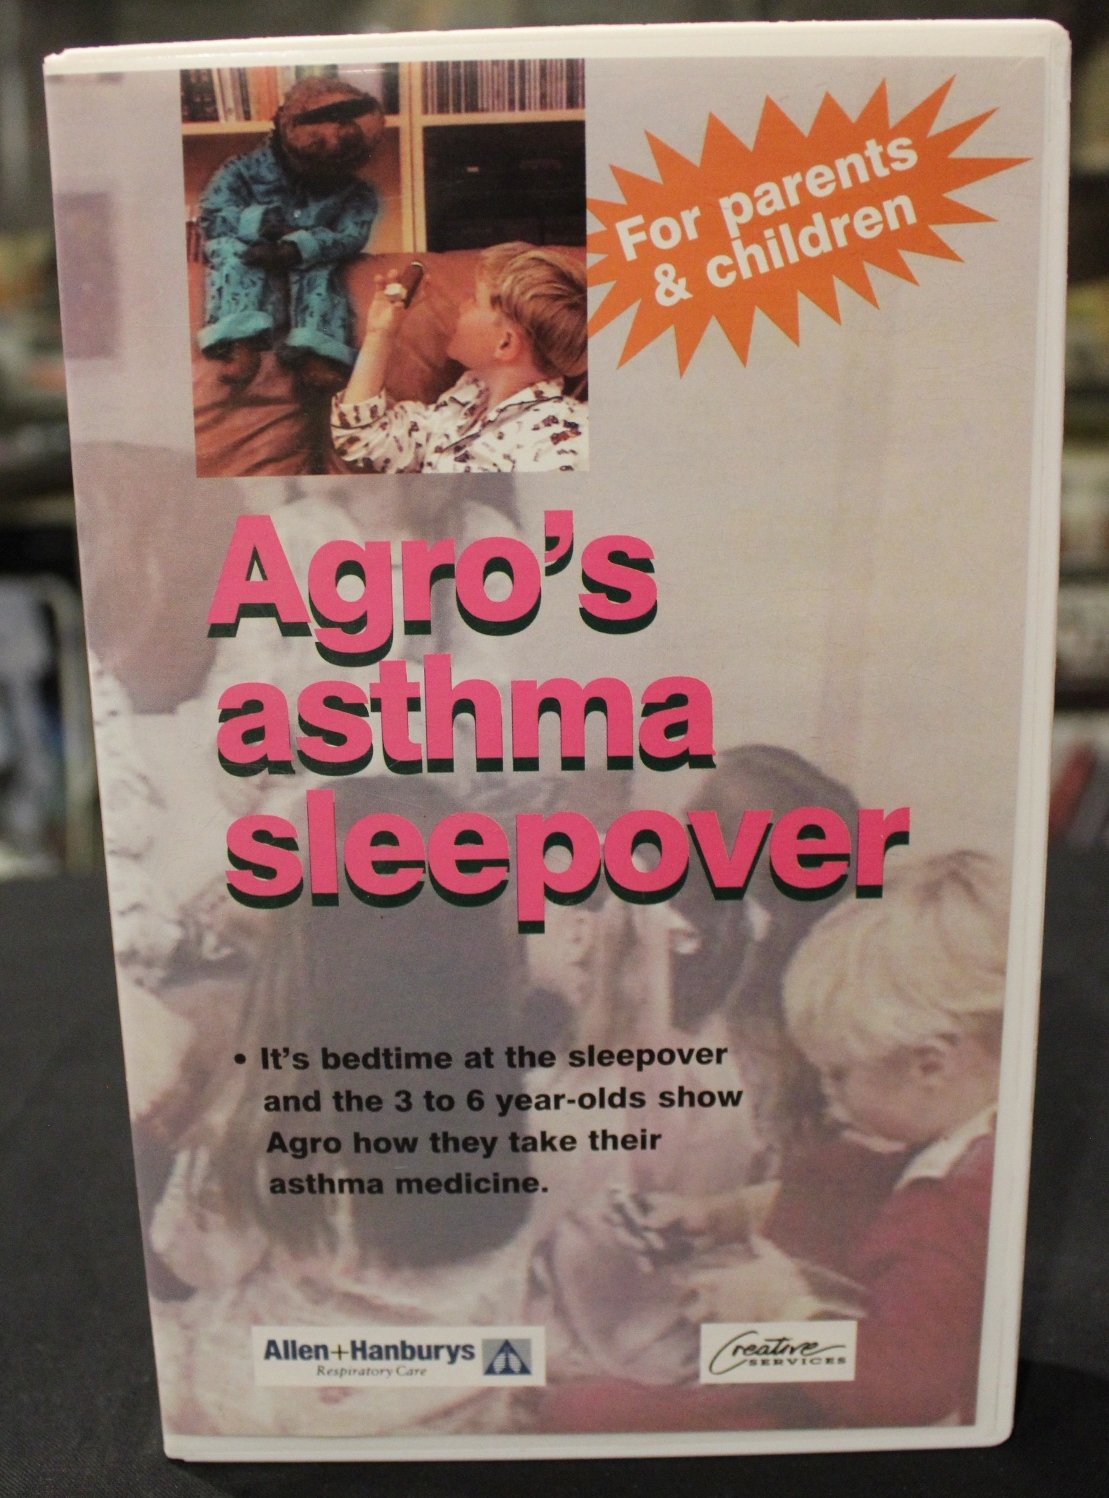 For parents
& children
Agro's
asthma
sleepover
• It's bedtime at the sleepover
and the 3 to 6 year-olds show
Agro how they take their
asthma medicine.
Allen+Hanburys
Respiratory Care
Creative
SERVICES